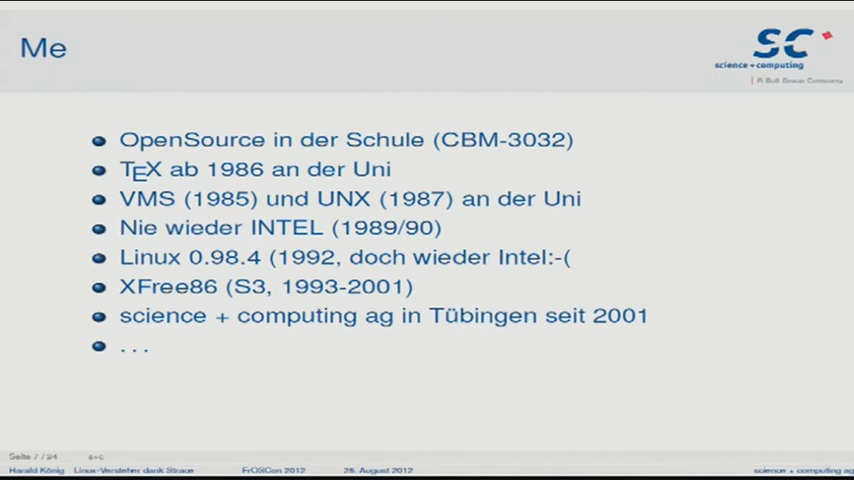 Me
SC
science + computing
A Bull Group Company
OpenSource in der Schule (CBM-3032)
TEX ab 1986 an der Uni
VMS (1985) und UNX (1987) an der Uni
Nie wieder INTEL (1989/90)
Linux 0.98.4 (1992, doch wieder Intel:-(
XFree86 (S3, 1993-2001)
science + computing ag in Tübingen seit 2001
...
Seite 7 / 24 s+c
Harald König Linux-Versteher dank Strace FrOSCon 2012 26. August 2012 science + computing ag